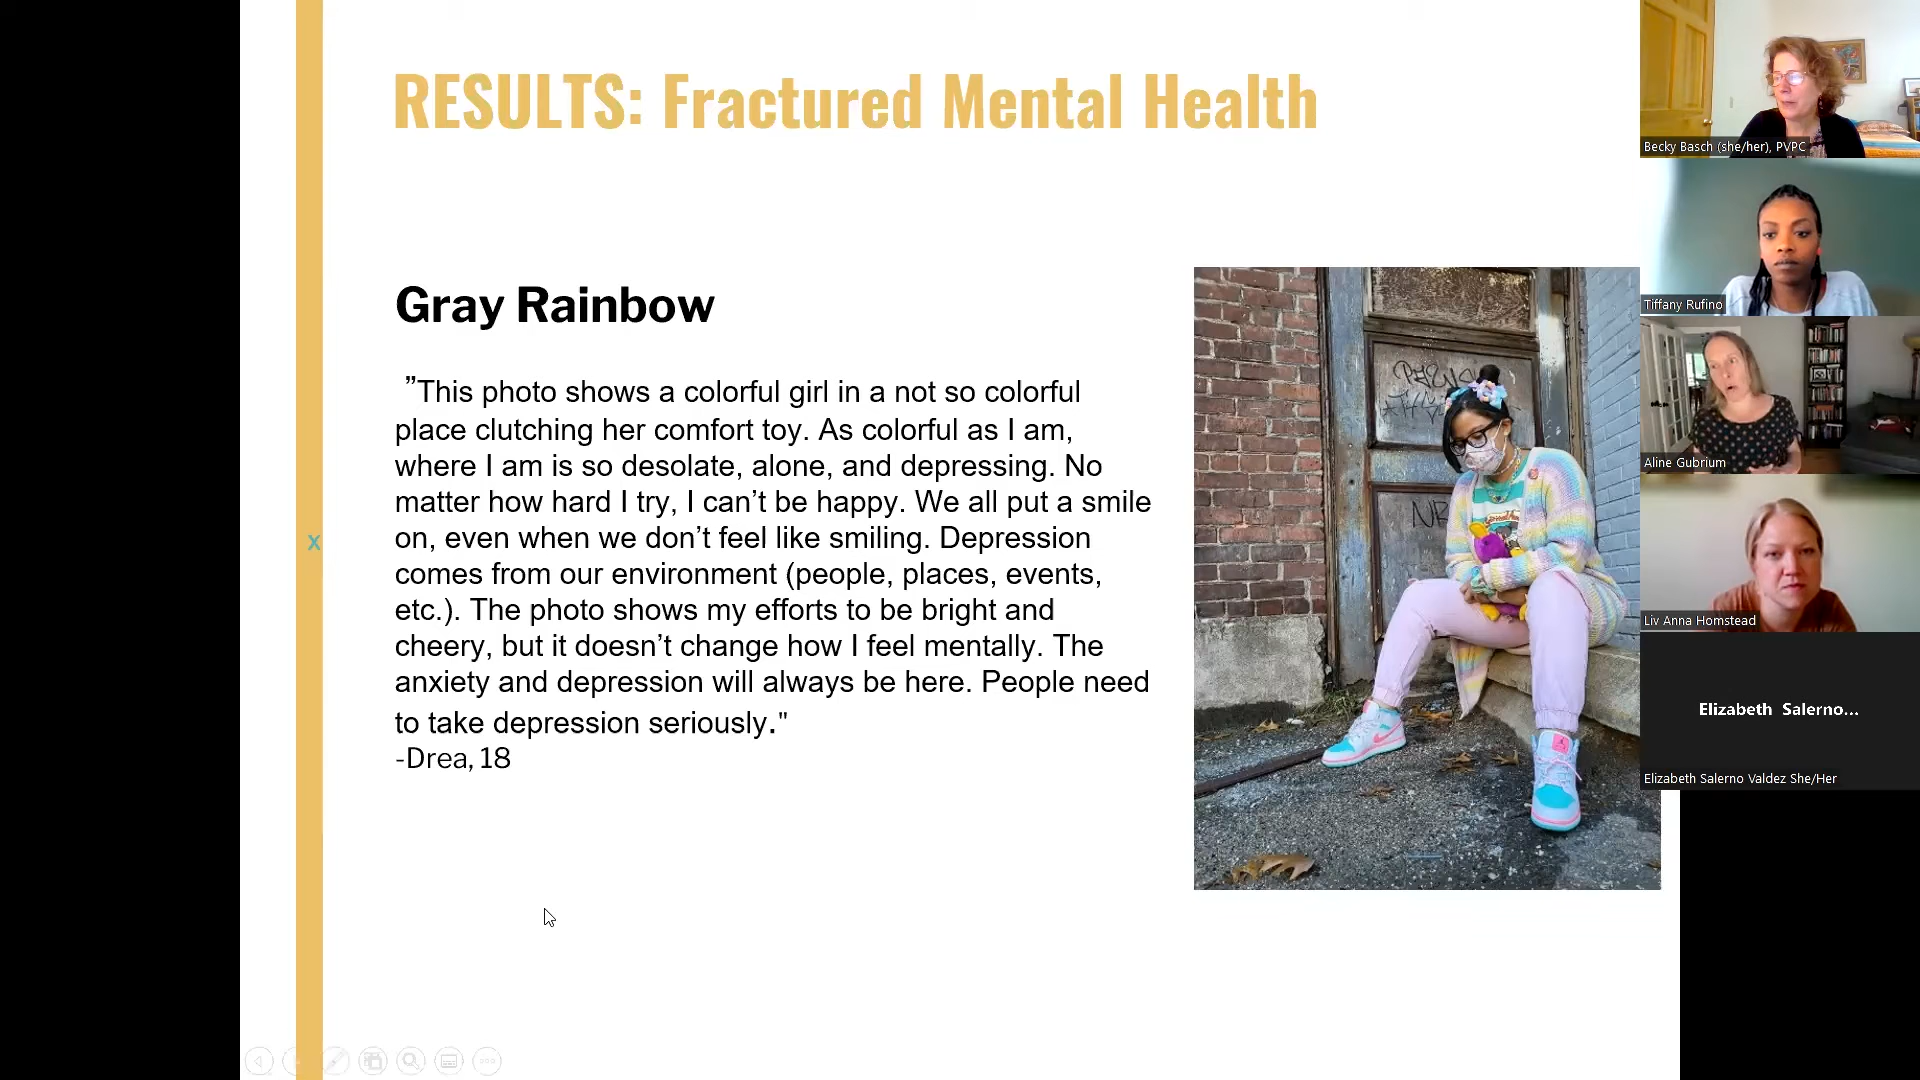 RESULTS: Fractured Mental Health
Gray Rainbow
”This photo shows a colorful girl in a not so colorful
place clutching her comfort toy. As colorful as I am,
where I am is so desolate, alone, and depressing. No
matter how hard I try, I can’t be happy. We all put a smile
on, even when we don’t feel like smiling. Depression
comes from our environment (people, places, events,
etc.). The photo shows my efforts to be bright and
cheery, but it doesn’t change how I feel mentally. The
anxiety and depression will always be here. People need
to take depression seriously."
-Drea, 18
x
Becky Basch (she/her), PVPC
Tiffany Rufino
Aline Gubrium
Liv Anna Homstead
Elizabeth Salerno...
Elizabeth Salerno Valdez She/Her